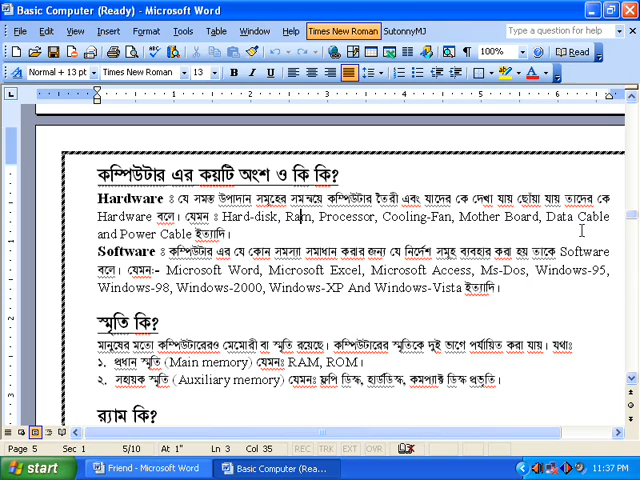 Basic Computer (Ready) - Microsoft Word
File Edit View Insert Format Tools Table Window Help Times New Roman SutonnyMJ Type a question for help
100% Read
Normal + 13 pt Times New Roman 13 B I U
1 2 3 4 5 6
কম্পিউটার এর কয়টি অংশ ও কি কি?
Hardware ঃ যে সমস্ত উপাদান সমূহের সমন্বয়ে কম্পিউটার তৈরী এবং যাদের কে দেখা যায় ছোঁয়া যায় তাদের কে
Hardware বলে। যেমন ঃ Hard-disk, Ram, Processor, Cooling-Fan, Mother Board, Data Cable
and Power Cable ইত্যাদি।
Software ঃ কম্পিউটার এর যে কোন সমস্যা সমাধান করার জন্য যে নির্দেশ সমূহ ব্যবহার করা হয় তাকে Software
বলে। যেমন:- Microsoft Word, Microsoft Excel, Microsoft Access, Ms-Dos, Windows-95,
Windows-98, Windows-2000, Windows-XP And Windows-Vista ইত্যাদি।
স্মৃতি কি?
মানুষের মতো কম্পিউটারেরও মেমোরী বা স্মৃতি রয়েছে। কম্পিউটারের স্মৃতিকে দুই ভাগে পর্যায়িত করা যায়। যথাঃ
১. প্রধান স্মৃতি (Main memory) যেমনঃ RAM, ROM।
২. সহায়ক স্মৃতি (Auxiliary memory) যেমনঃ ফ্লপি ডিস্ক, হার্ডডিস্ক, কমপ্যাক্ট ডিস্ক প্রভৃতি।
র‍্যাম কি?
Page 5 Sec 1 5/10 At 1" Ln 3 Col 35 REC TRK EXT OVR
start Friend - Microsoft Word Basic Computer (Rea... 11:37 PM